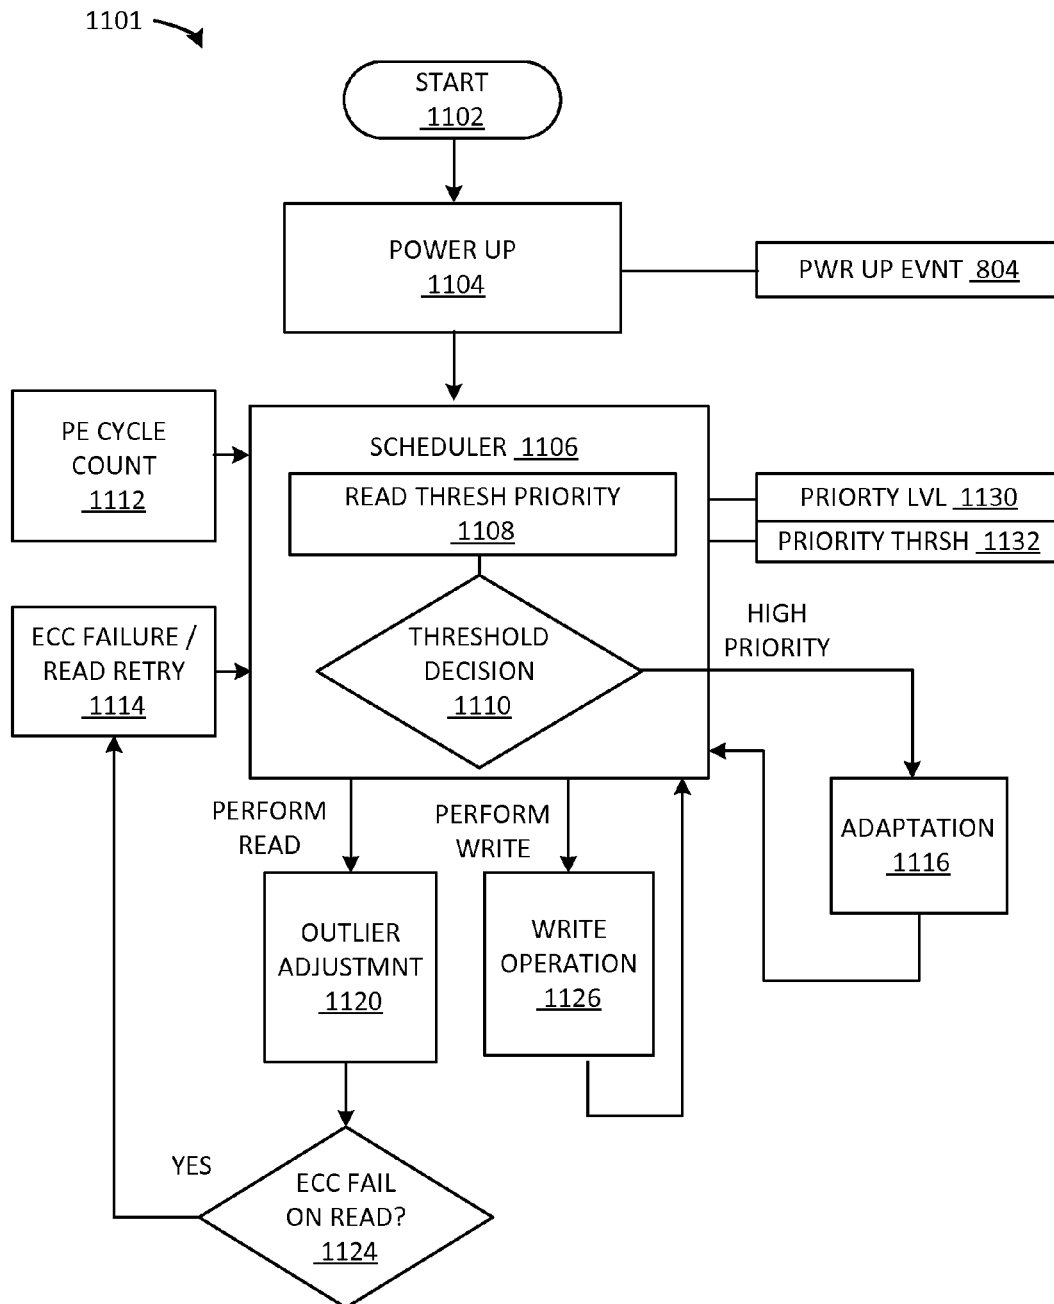 1101
START
1102
POWER UP
1104
PWR UP EVNT 804
PE CYCLE
COUNT
1112
SCHEDULER 1106
READ THRESH PRIORITY
1108
PRIORTY LVL 1130
PRIORITY THRSH 1132
ECC FAILURE /
READ RETRY
1114
THRESHOLD
DECISION
1110
HIGH
PRIORITY
PERFORM
READ
PERFORM
WRITE
ADAPTATION
1116
OUTLIER
ADJUSTMNT
1120
WRITE
OPERATION
1126
YES
ECC FAIL
ON READ?
1124